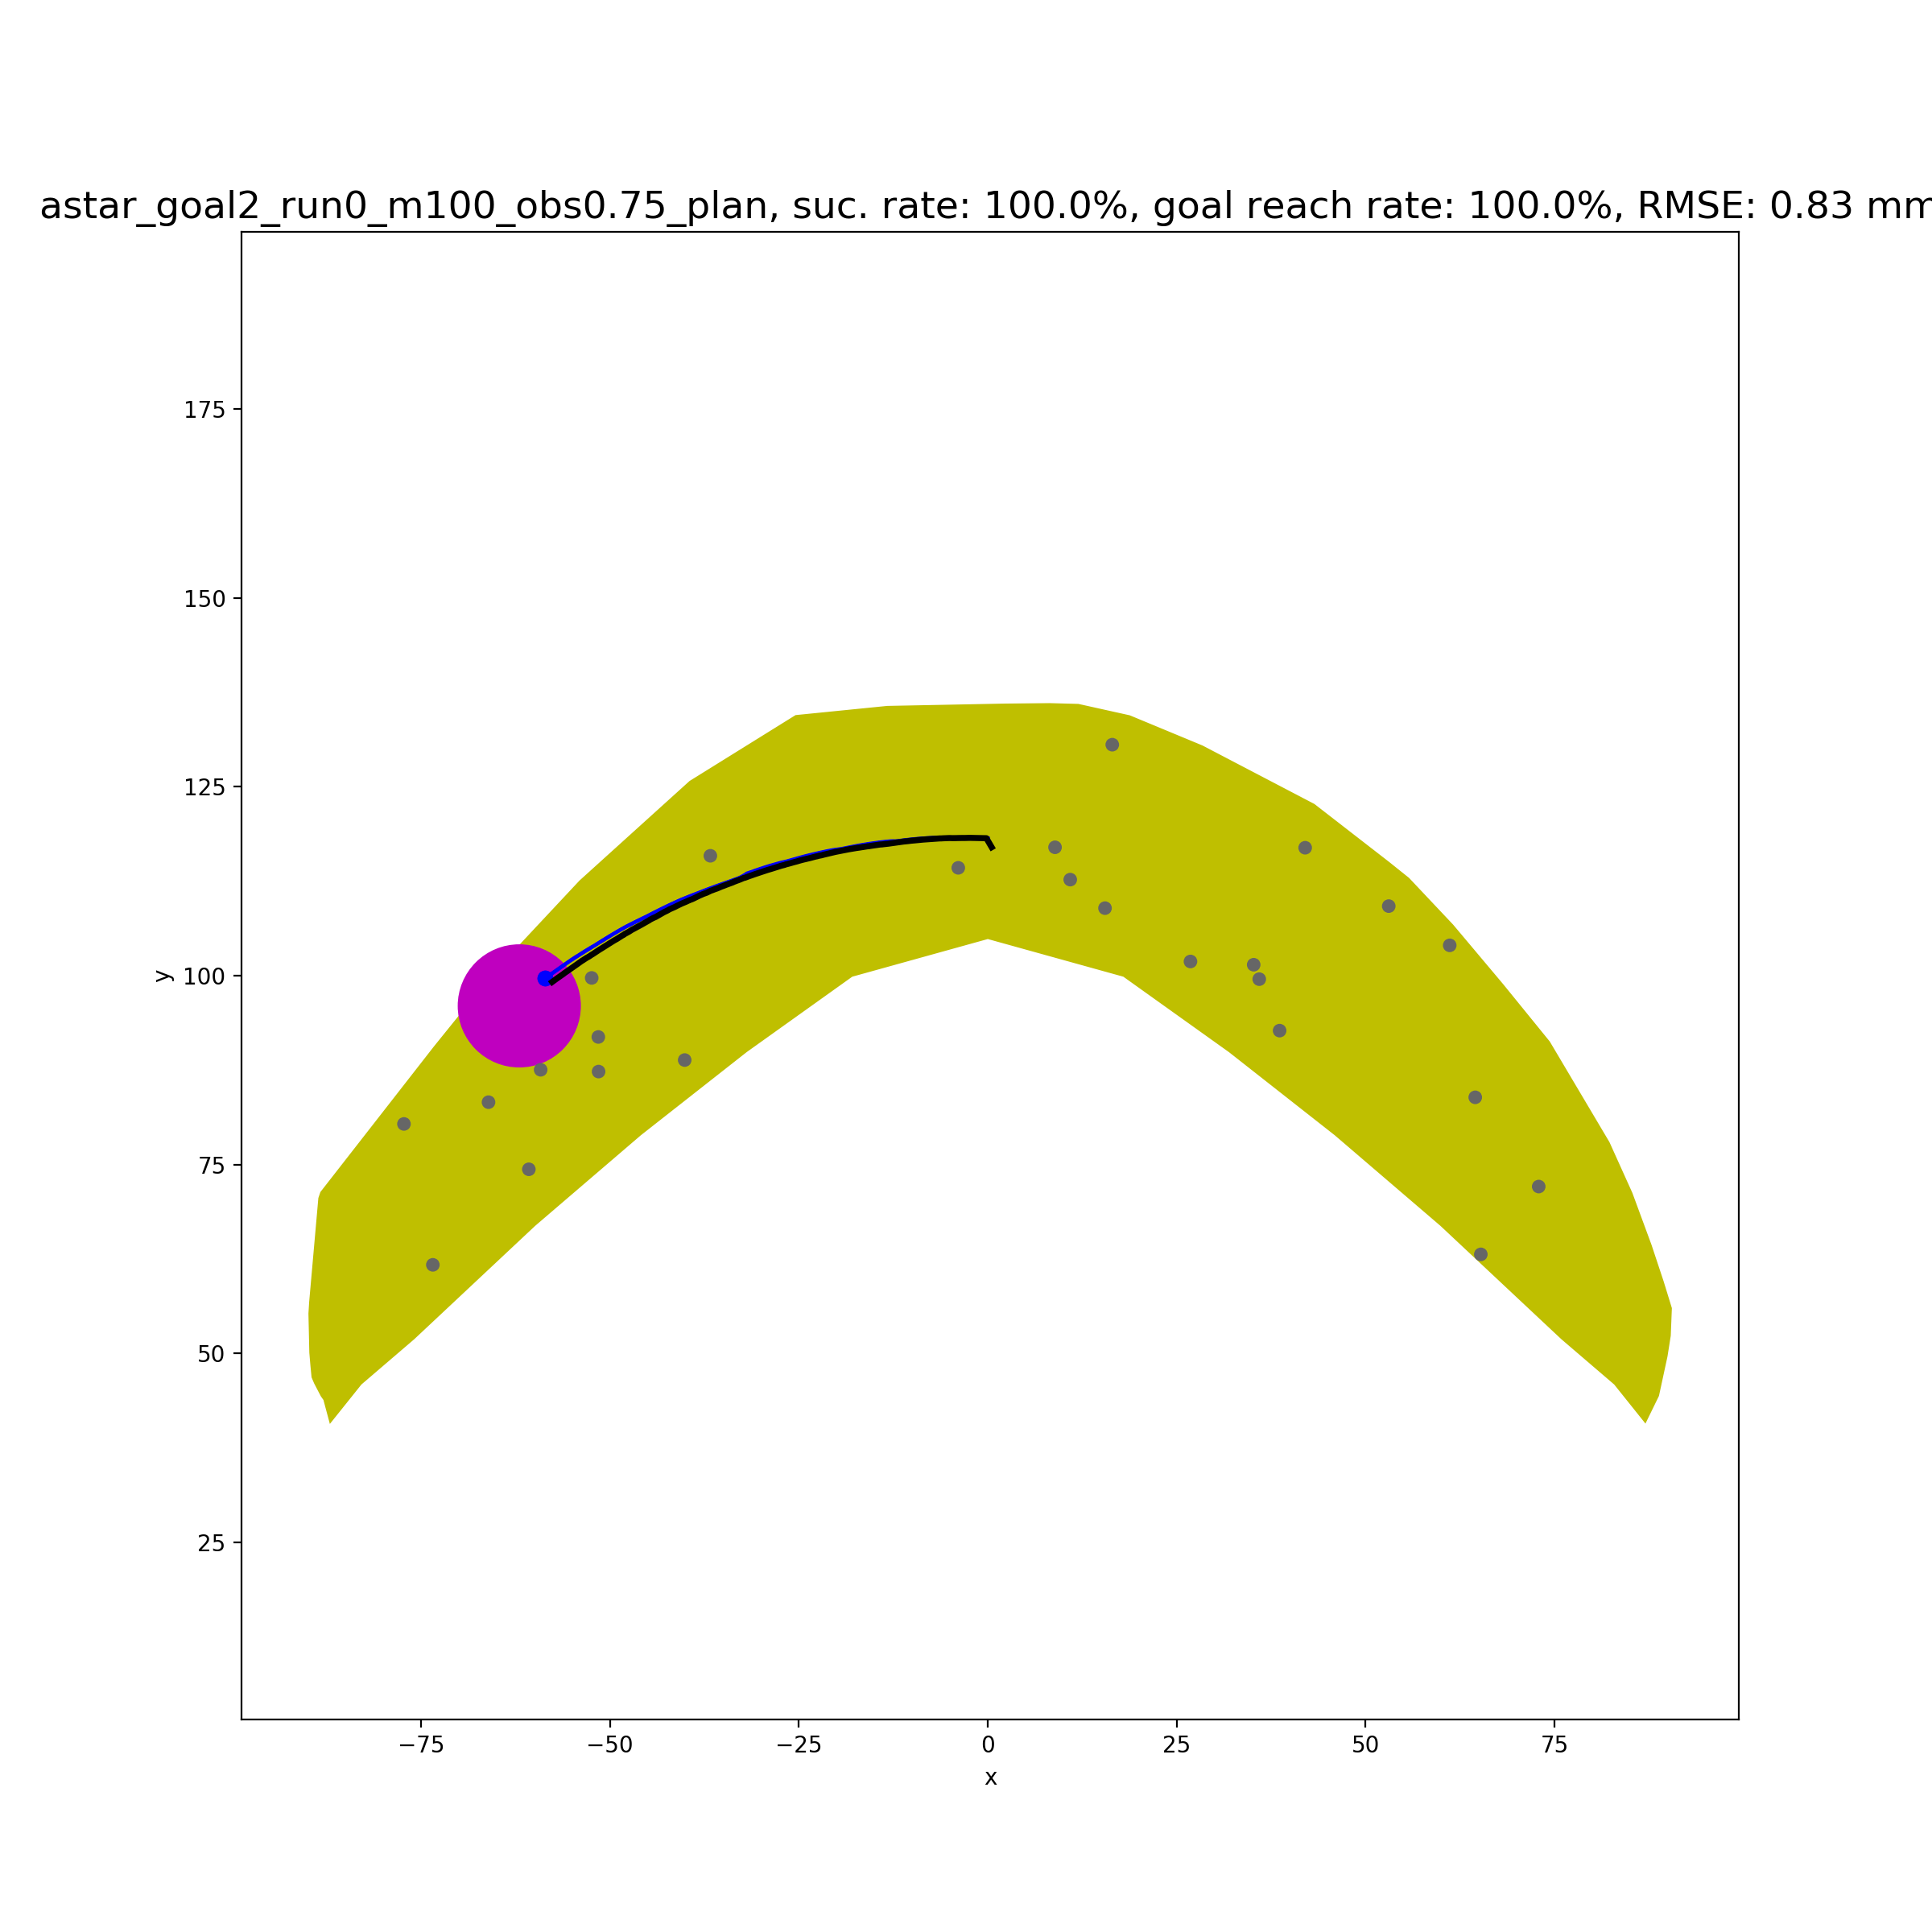 astar_goal2_run0_m100_obs0.75_plan, suc. rate: 100.0%, goal reach rate: 100.0%, RMSE: 0.83 mm
175
150
125
y
100
75
50
25
−75 −50 −25 0 25 50 75
x